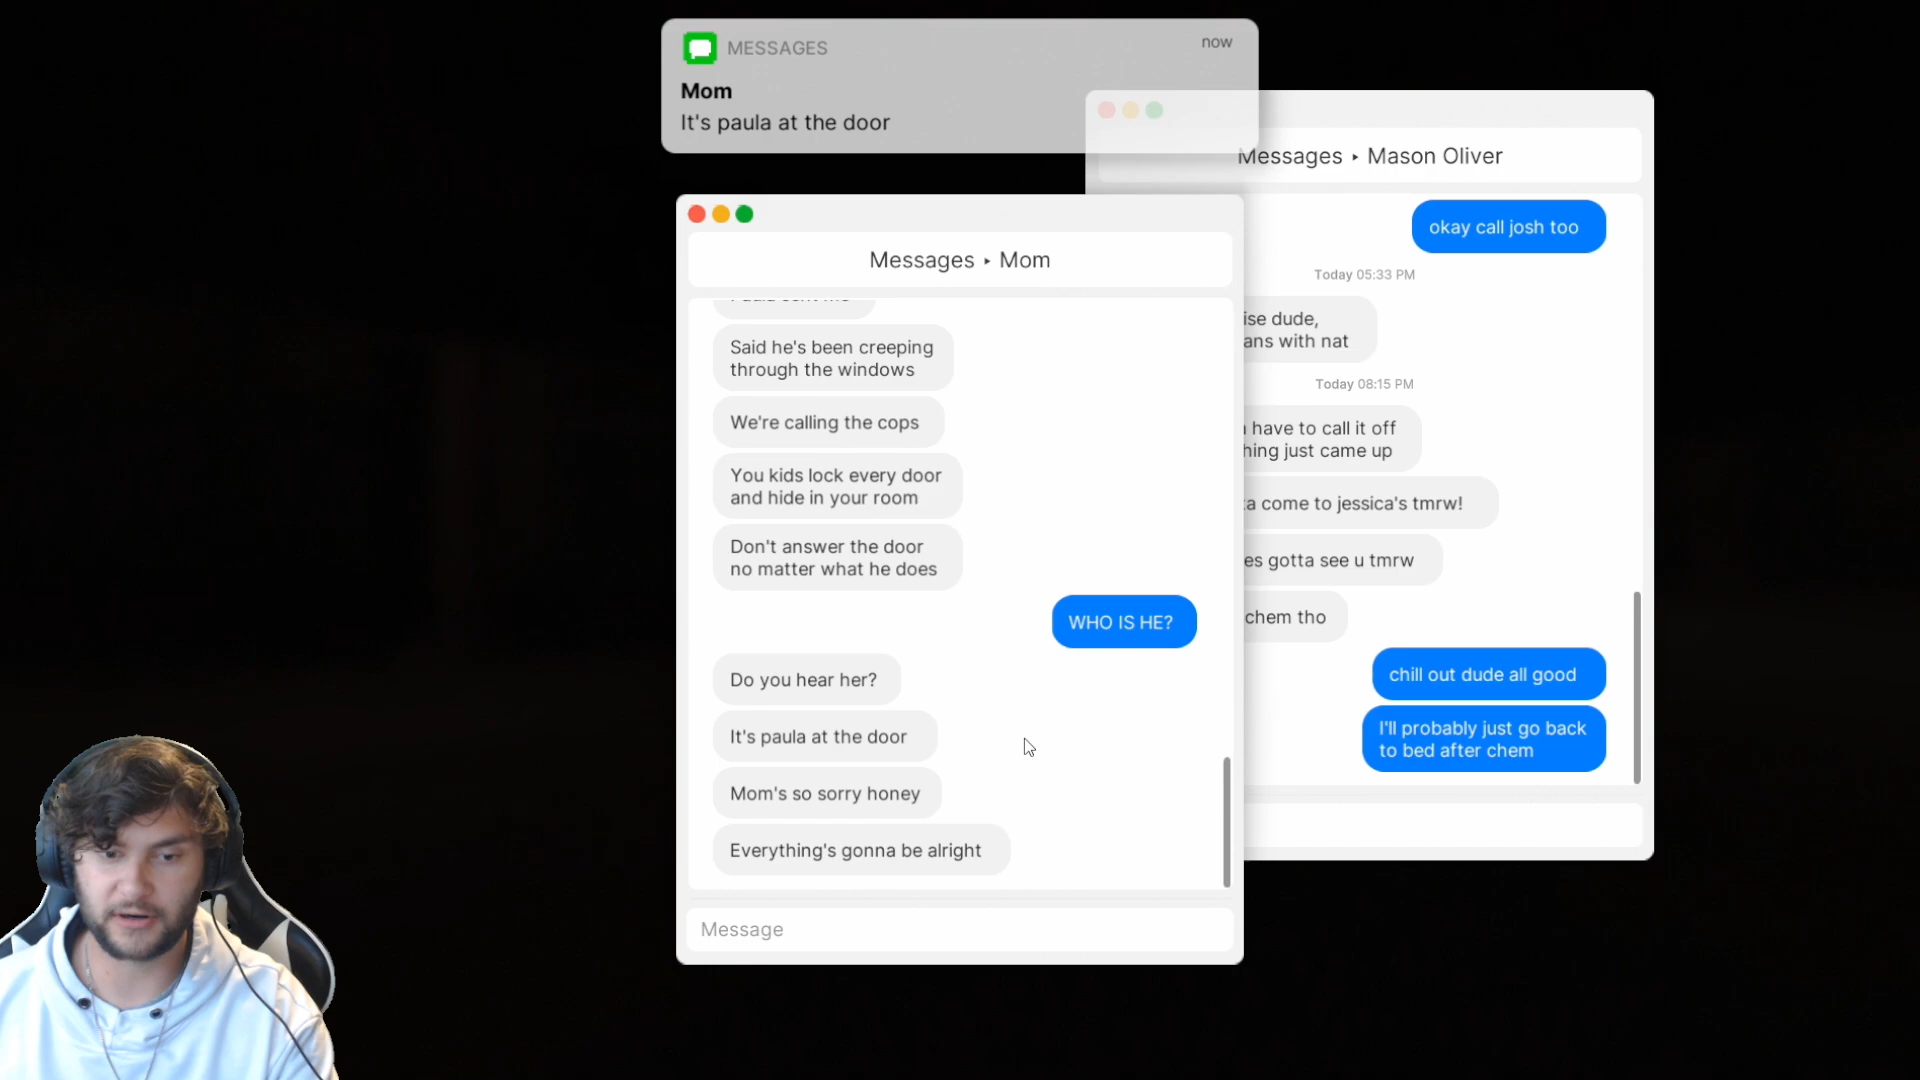 MESSAGES
now
Mom
It's paula at the door
Messages ▸ Mason Oliver
okay call josh too
Today 05:33 PM
dude,
with nat
Today 08:15 PM
have to call it off
just came up
come to jessica's tmrw!
gotta see u tmrw
chem tho
chill out dude all good
I'll probably just go back
to bed after chem
Messages ▸ Mom
Said he's been creeping
through the windows
We're calling the cops
You kids lock every door
and hide in your room
Don't answer the door
no matter what he does
WHO IS HE?
Do you hear her?
It's paula at the door
Mom's so sorry honey
Everything's gonna be alright
Message